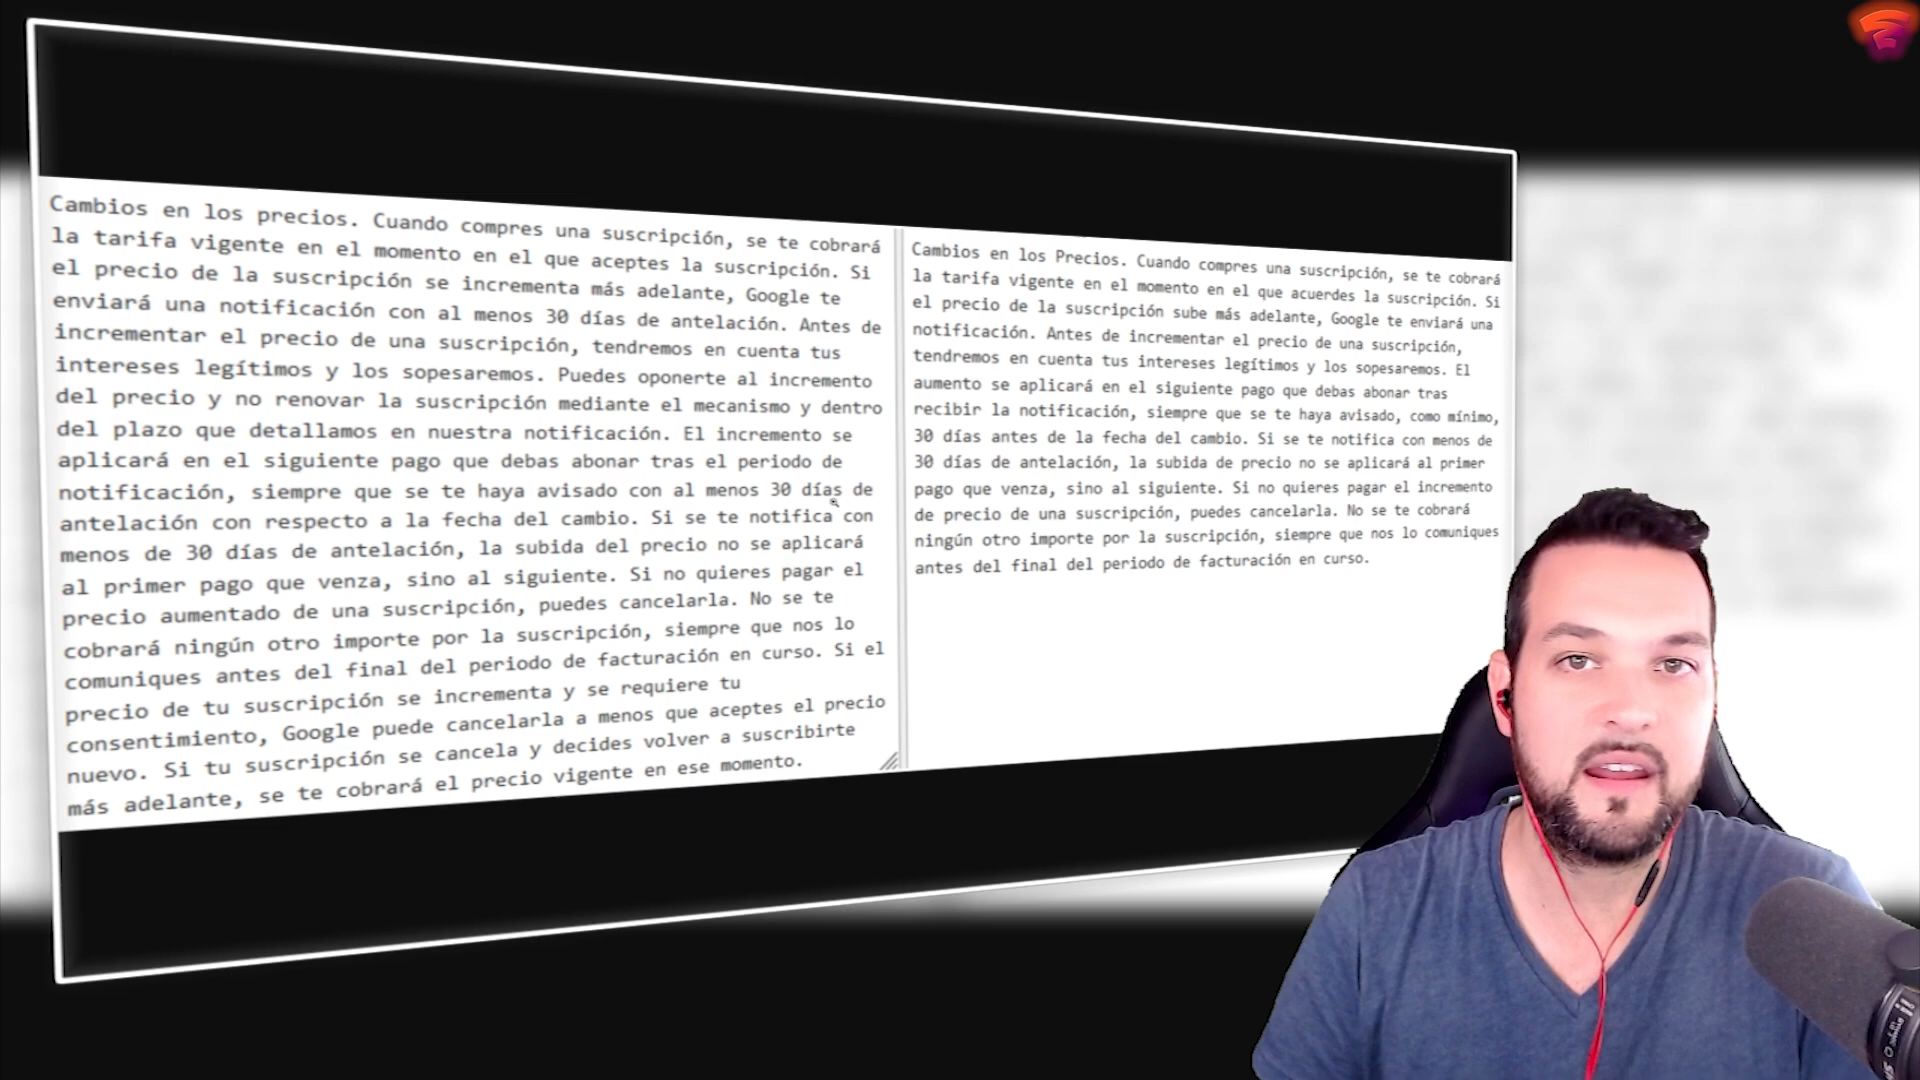 Cambios en los precios. Cuando compres una suscripción, se te cobrará
la tarifa vigente en el momento en el que aceptes la suscripción. Si
el precio de la suscripción se incrementa más adelante, Google te
enviará una notificación con al menos 30 días de antelación. Antes de
incrementar el precio de una suscripción, tendremos en cuenta tus
intereses legítimos y los sopesaremos. Puedes oponerte al incremento
del precio y no renovar la suscripción mediante el mecanismo y dentro
del plazo que detallamos en nuestra notificación. El incremento se
aplicará en el siguiente pago que debas abonar tras el periodo de
notificación, siempre que se te haya avisado con al menos 30 días de
antelación con respecto a la fecha del cambio. Si se te notifica con
menos de 30 días de antelación, la subida del precio no se aplicará
al primer pago que venza, sino al siguiente. Si no quieres pagar el
precio aumentado de una suscripción, puedes cancelarla. No se te
cobrará ningún otro importe por la suscripción, siempre que nos lo
comuniques antes del final del periodo de facturación en curso. Si el
precio de tu suscripción se incrementa y se requiere tu
consentimiento, Google puede cancelarla a menos que aceptes el precio
nuevo. Si tu suscripción se cancela y decides volver a suscribirte
más adelante, se te cobrará el precio vigente en ese momento.
Cambios en los Precios. Cuando compres una suscripción, se te cobrará
la tarifa vigente en el momento en el que acuerdes la suscripción. Si
el precio de la suscripción sube más adelante, Google te enviará una
notificación. Antes de incrementar el precio de una suscripción,
tendremos en cuenta tus intereses legítimos y los sopesaremos. El
aumento se aplicará en el siguiente pago que debas abonar tras
recibir la notificación, siempre que se te haya avisado, como mínimo,
30 días antes de la fecha del cambio. Si se te notifica con menos de
30 días de antelación, la subida de precio no se aplicará al primer
pago que venza, sino al siguiente. Si no quieres pagar el incremento
de precio de una suscripción, puedes cancelarla. No se te cobrará
ningún otro importe por la suscripción, siempre que nos lo comuniques
antes del final del periodo de facturación en curso.